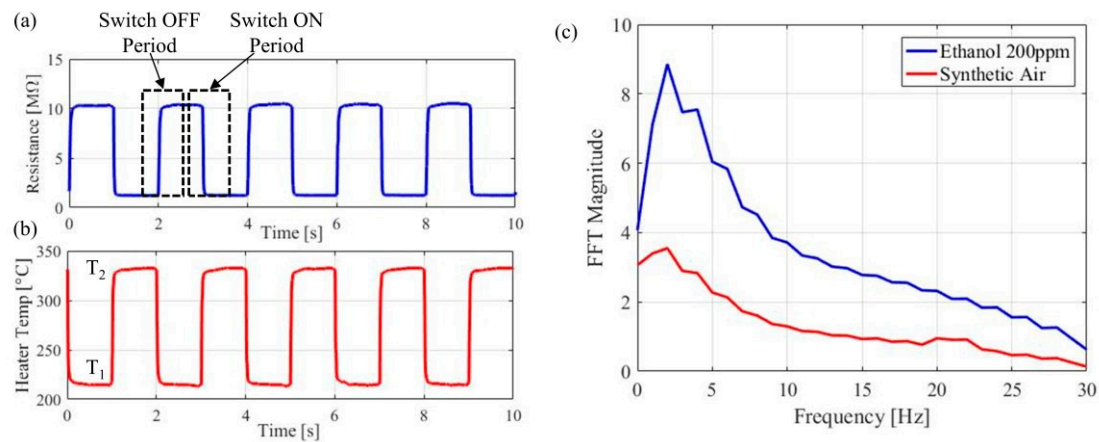 (a)
Switch OFF
Period
Switch ON
Period
15
10
5
0
Resistance [MΩ]
0
2
4
6
8
10
Time [s]
(b)
350
300
250
200
Heater Temp [°C]
T2
T1
0
2
4
6
8
10
Time [s]
(c)
10
8
6
4
2
0
FFT Magnitude
Ethanol 200ppm
Synthetic Air
0
5
10
15
20
25
30
Frequency [Hz]